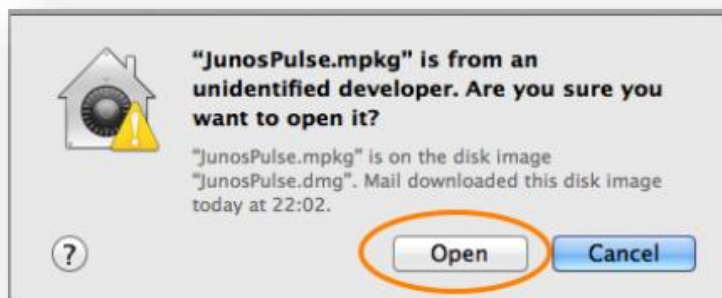 “JunosPulse.mpkg” is from an
unidentified developer. Are you sure you
want to open it?
“JunosPulse.mpkg” is on the disk image
“JunosPulse.dmg”. Mail downloaded this disk image
today at 22:02.
?
Open
Cancel